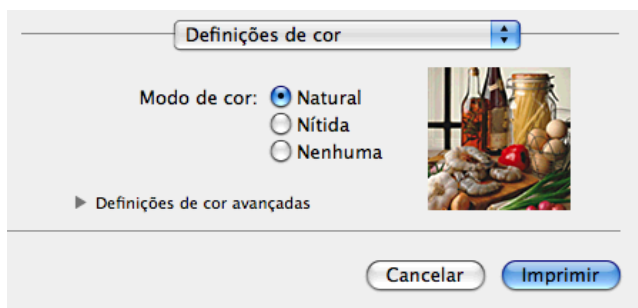 Definições de cor
Modo de cor: Natural
Nítida
Nenhuma
Definições de cor avançadas
Cancelar Imprimir